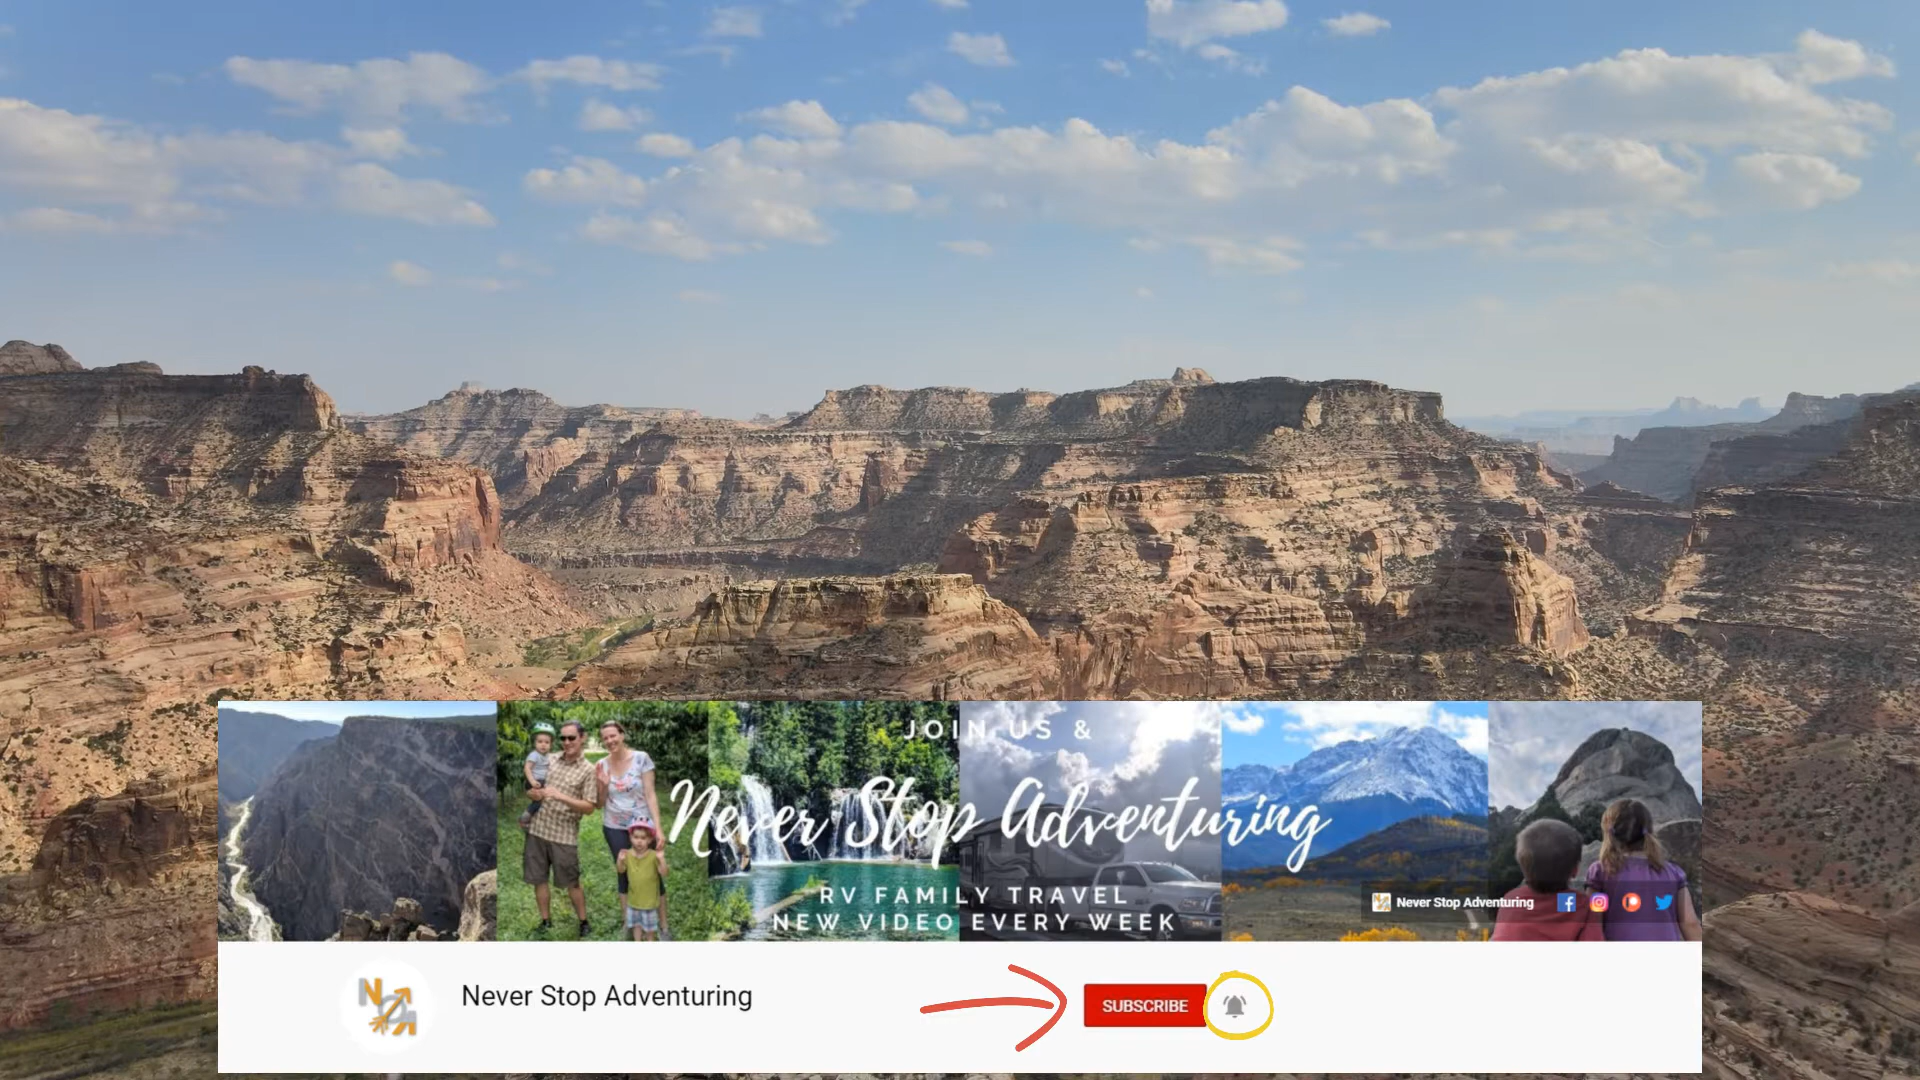 JOIN US &
Never Stop Adventuring
RV FAMILY TRAVEL
NEW VIDEO EVERY WEEK
Never Stop Adventuring
Never Stop Adventuring
SUBSCRIBE